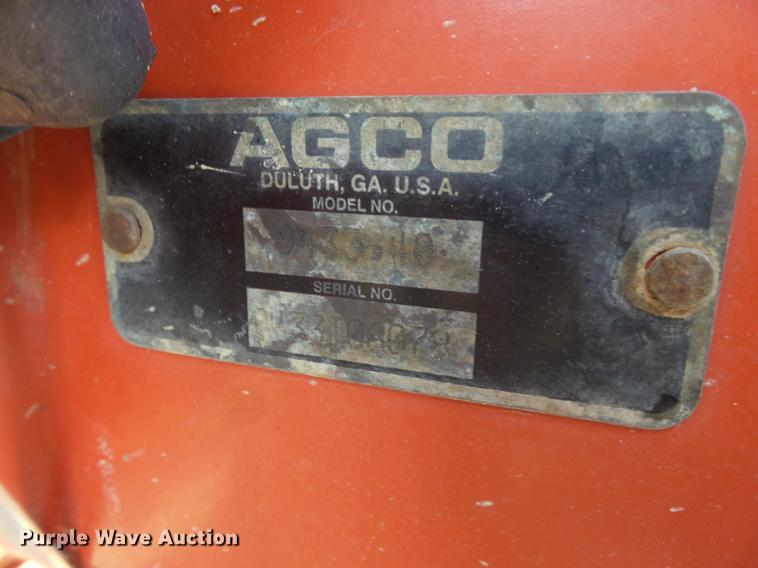 AGCO
DULUTH, GA. U.S.A.
MODEL NO.
SERIAL NO.
Purple Wave Auction